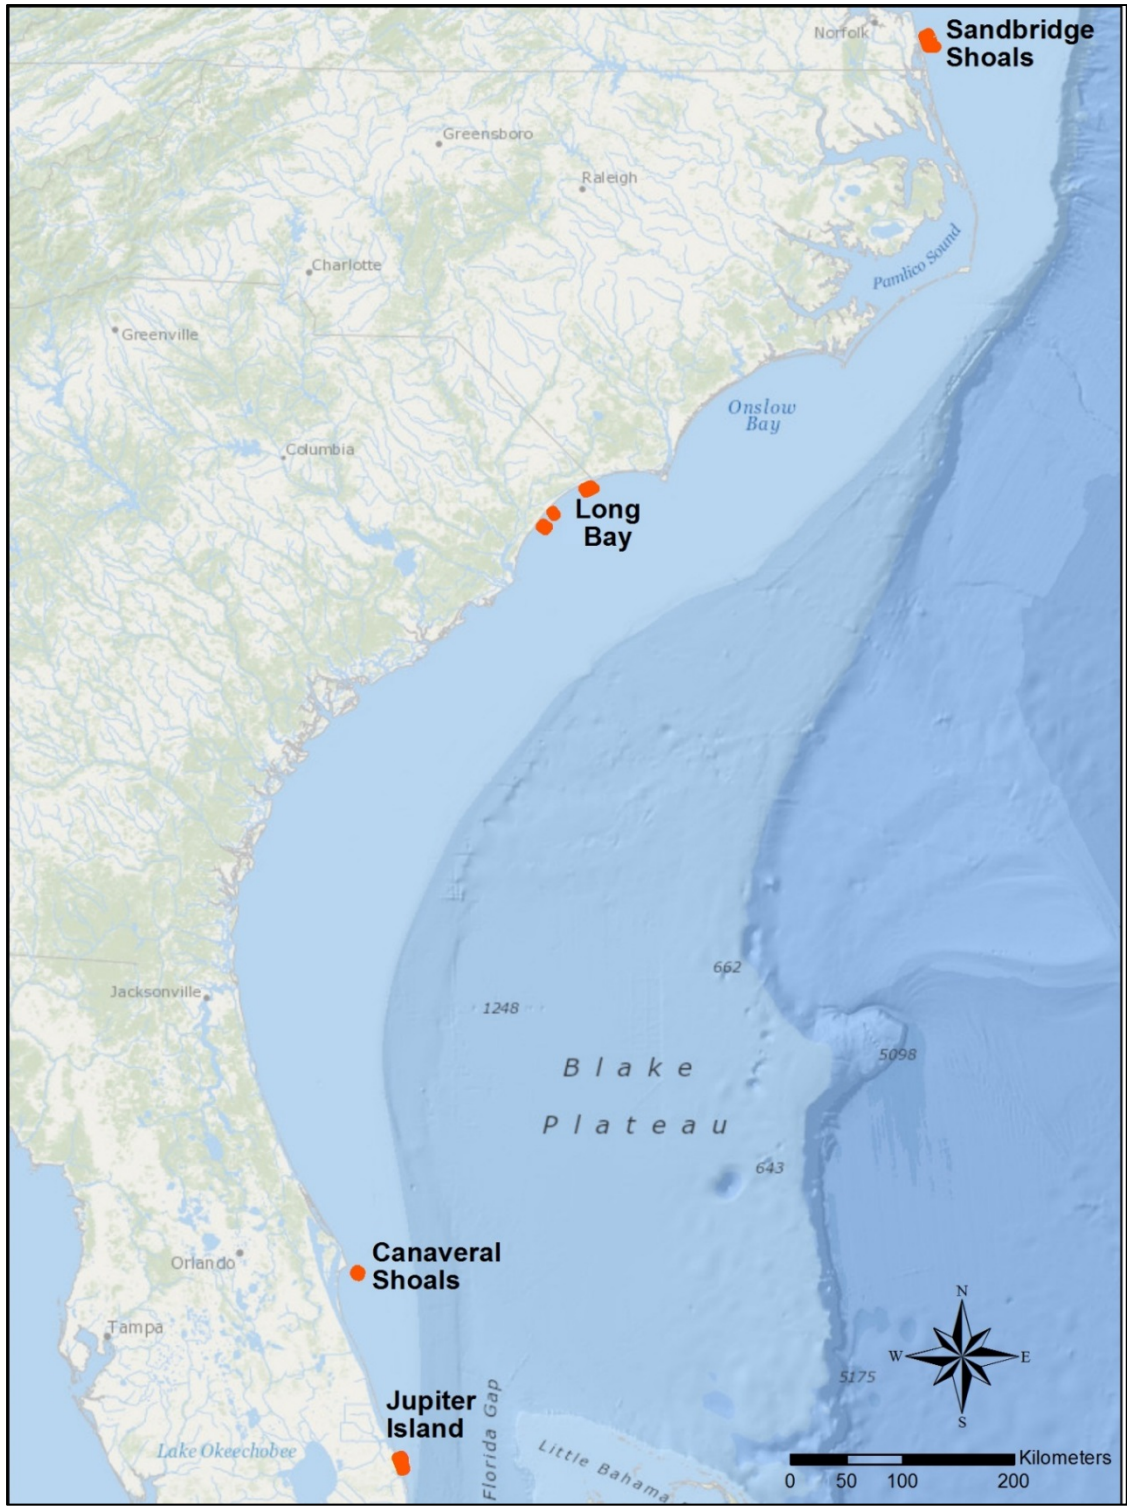 Norfolk
Sandbridge
Shoals
Greensboro
Raleigh
Pamlico Sound
Charlotte
Greenville
Onslow
Bay
Columbia
Long
Bay
662
Jacksonville
1248
5098
Blake
Plateau
643
Canaveral
Shoals
Orlando
N
Tampa
W
E
5175
S
Jupiter
Island
Florida Gap
Lake Okeechobee
Little Bahama
Kilometers
0 50 100 200